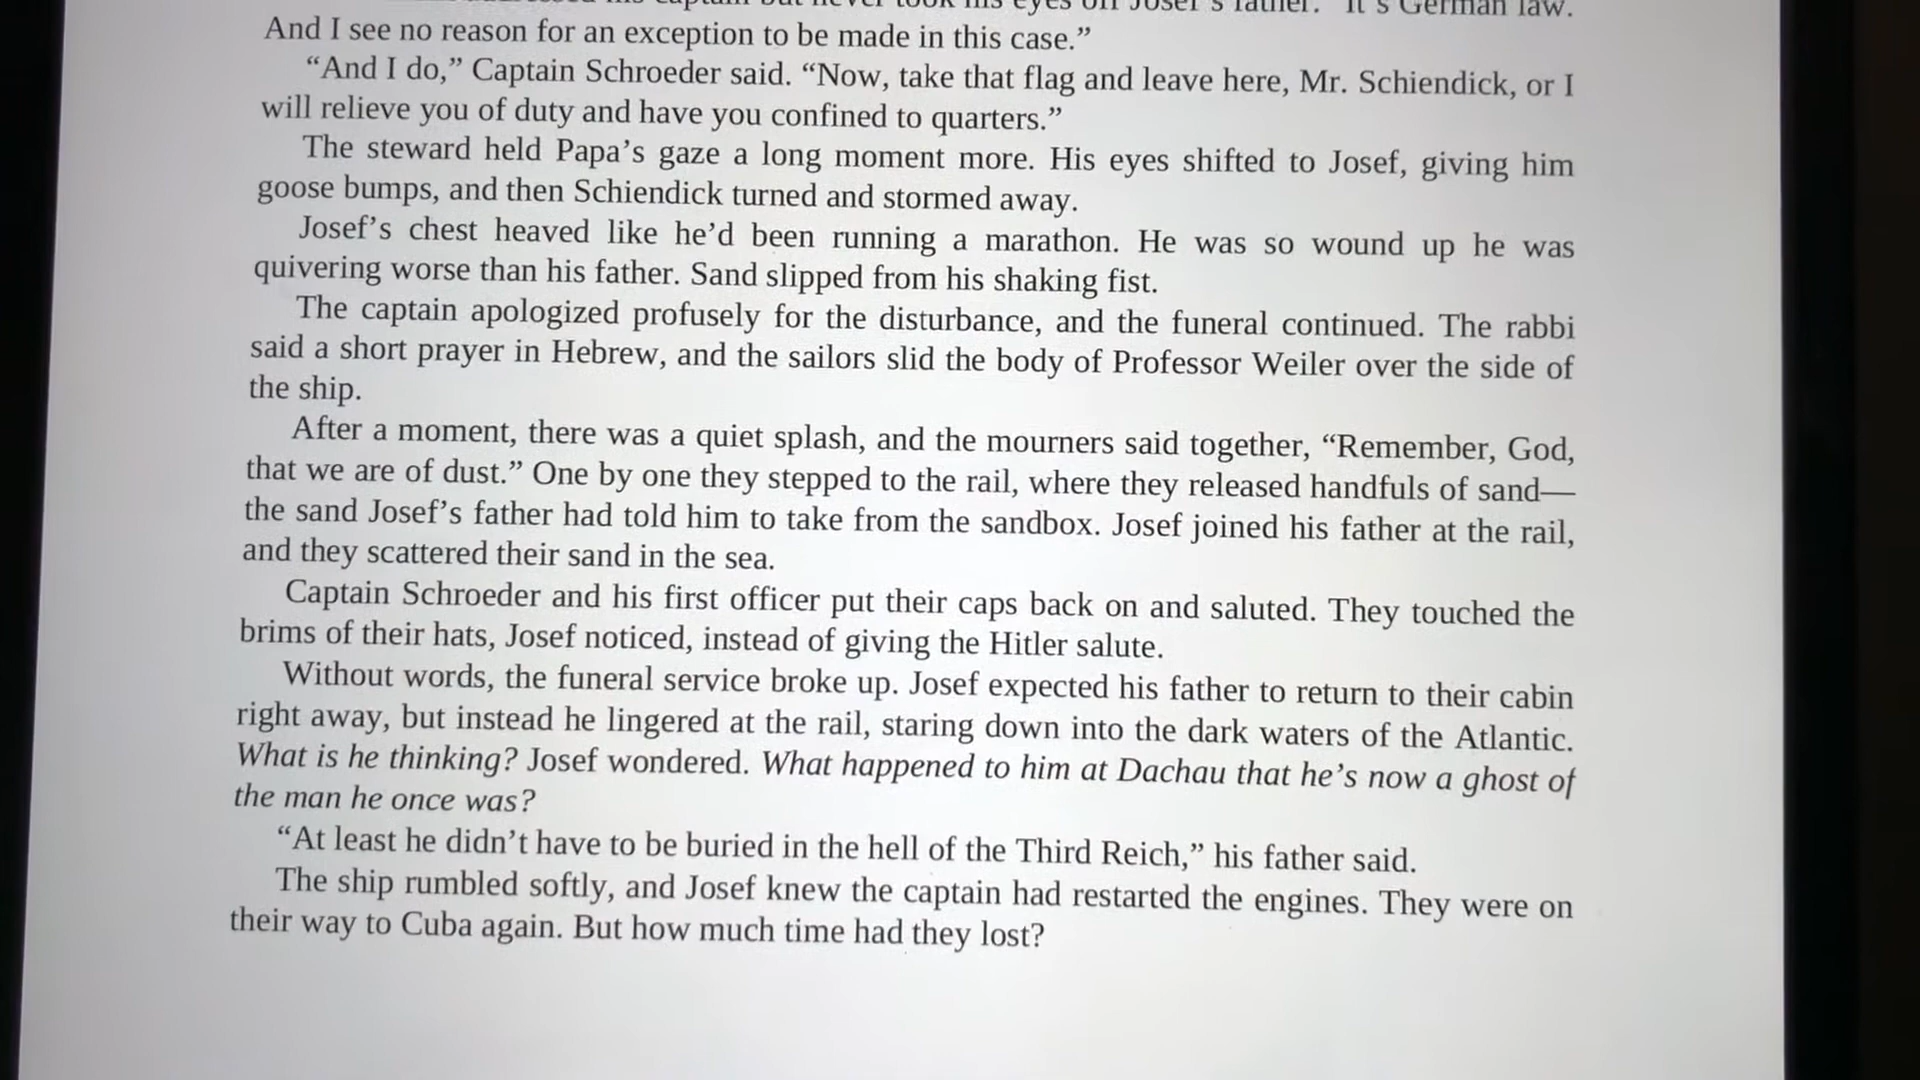 his captain but never took his eyes off Josef's father. "It's German law.
And I see no reason for an exception to be made in this case.”
“And I do,” Captain Schroeder said. “Now, take that flag and leave here, Mr. Schiendick, or I
will relieve you of duty and have you confined to quarters.”
The steward held Papa’s gaze a long moment more. His eyes shifted to Josef, giving him
goose bumps, and then Schiendick turned and stormed away.
Josef’s chest heaved like he’d been running a marathon. He was so wound up he was
quivering worse than his father. Sand slipped from his shaking fist.
The captain apologized profusely for the disturbance, and the funeral continued. The rabbi
said a short prayer in Hebrew, and the sailors slid the body of Professor Weiler over the side of
the ship.
After a moment, there was a quiet splash, and the mourners said together, “Remember, God,
that we are of dust.” One by one they stepped to the rail, where they released handfuls of sand—
the sand Josef’s father had told him to take from the sandbox. Josef joined his father at the rail,
and they scattered their sand in the sea.
Captain Schroeder and his first officer put their caps back on and saluted. They touched the
brims of their hats, Josef noticed, instead of giving the Hitler salute.
Without words, the funeral service broke up. Josef expected his father to return to their cabin
right away, but instead he lingered at the rail, staring down into the dark waters of the Atlantic.
What is he thinking? Josef wondered. What happened to him at Dachau that he’s now a ghost of
the man he once was?
“At least he didn’t have to be buried in the hell of the Third Reich,” his father said.
The ship rumbled softly, and Josef knew the captain had restarted the engines. They were on
their way to Cuba again. But how much time had they lost?